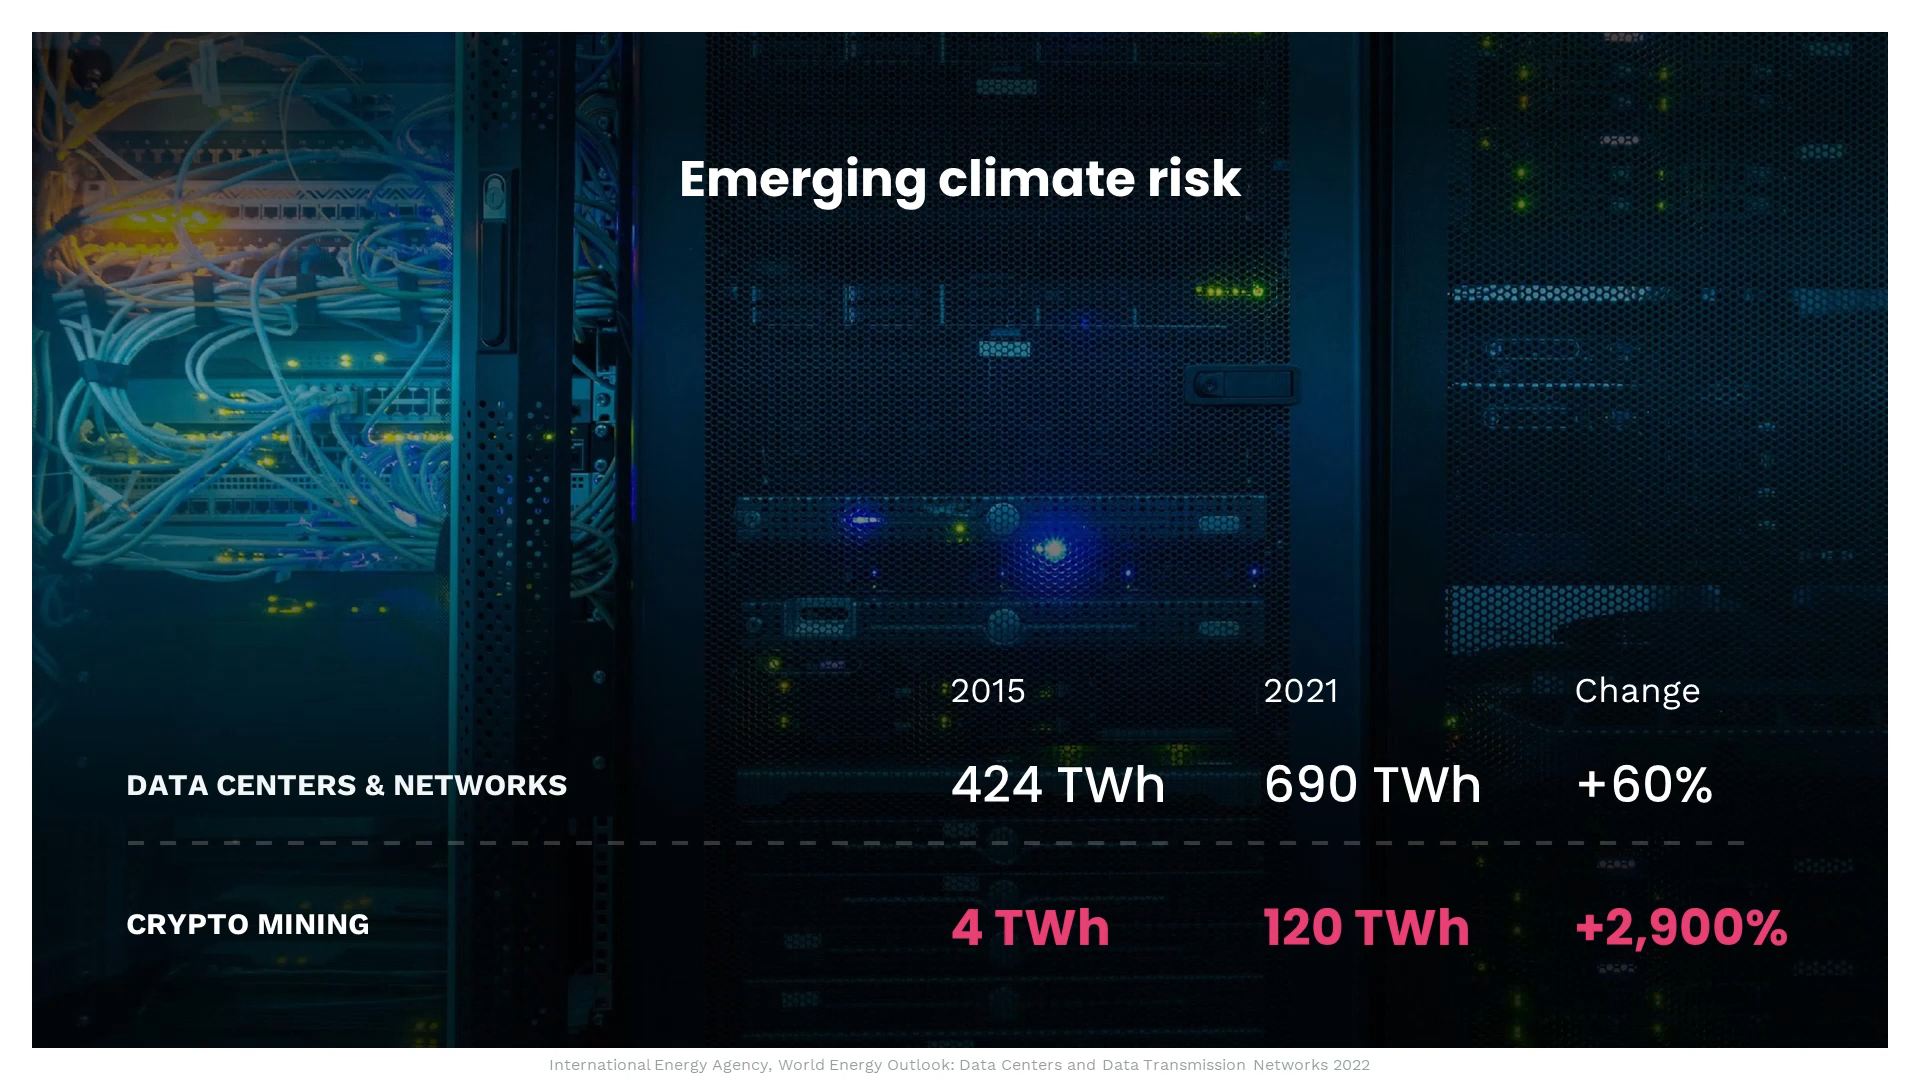 Emerging climate risk
2015 2021 Change
DATA CENTERS & NETWORKS 424 TWh 690 TWh +60%
CRYPTO MINING 4 TWh 120 TWh +2,900%
International Energy Agency, World Energy Outlook: Data Centers and Data Transmission Networks 2022